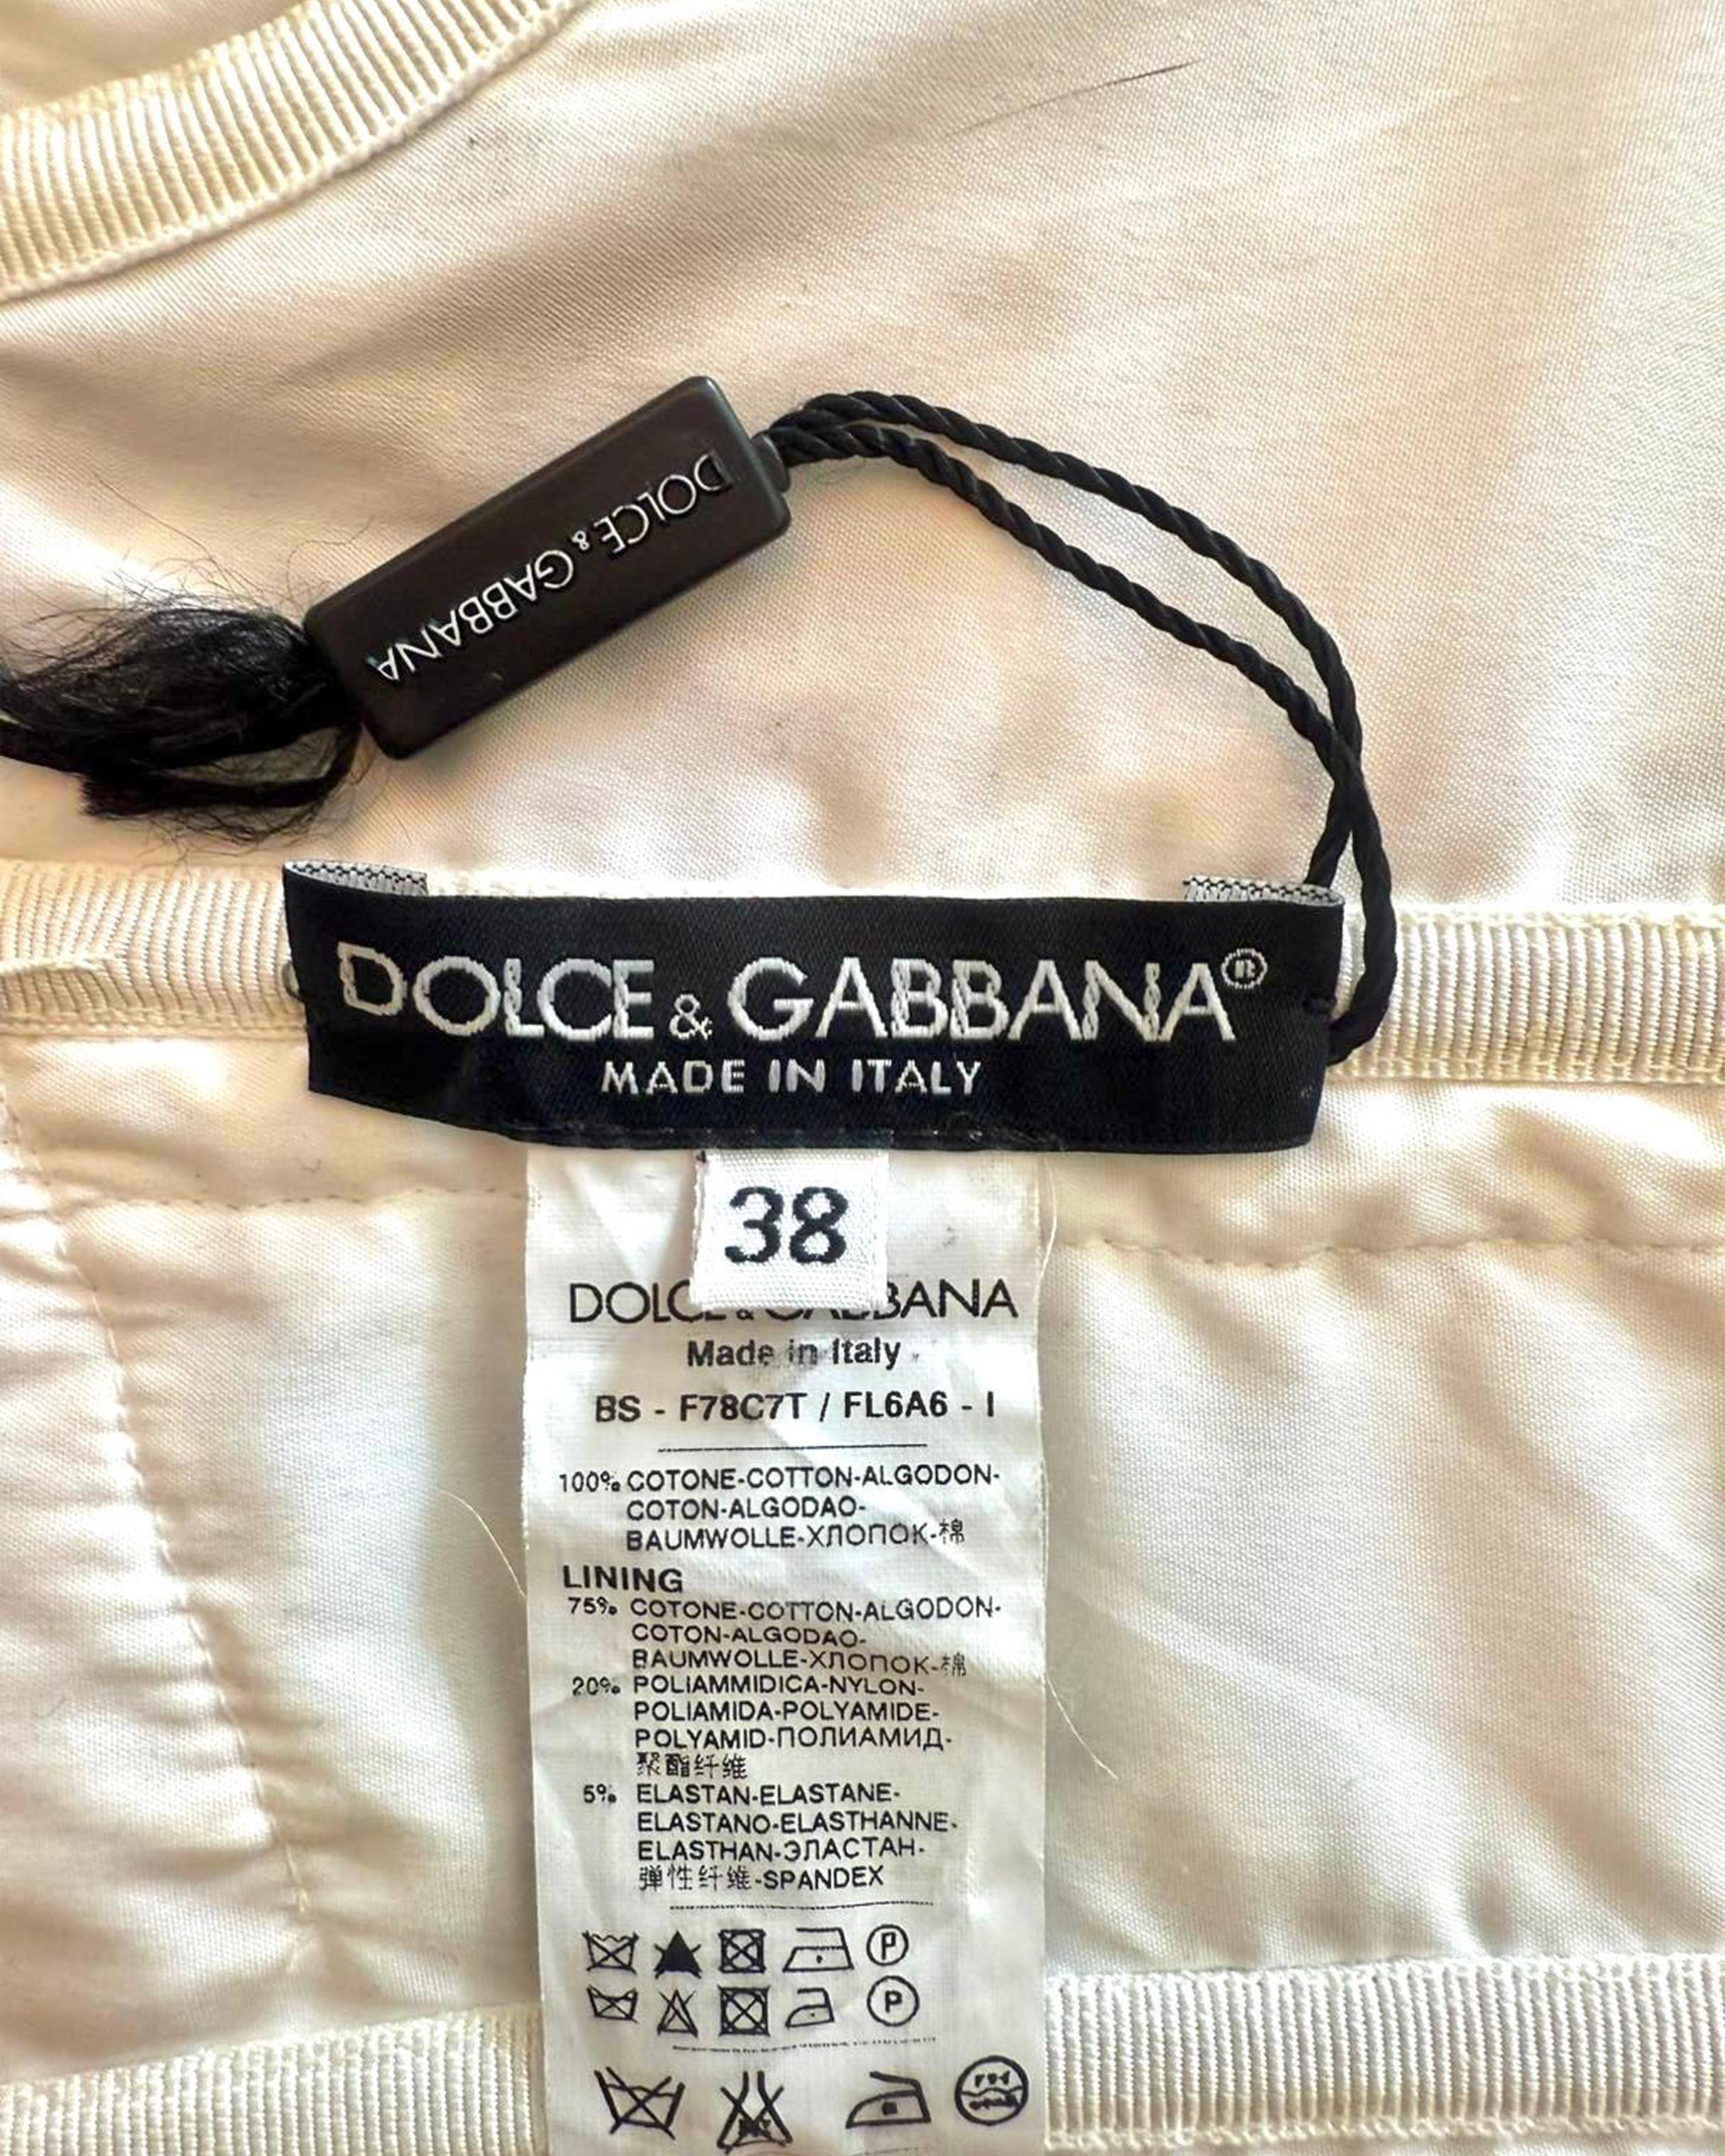 DOLCE & GABBANA
DOLCE & GABBANA®
MADE IN ITALY
38
DOLCE & GABBANA
Made in Italy
BS - F78C7T / FL6A6 - I
100% COTONE-COTTON-ALGODON-
COTON-ALGODAO-
BAUMWOLLE-ХЛОПОК-棉
LINING
75% COTONE-COTTON-ALGODON-
COTON-ALGODAO-
BAUMWOLLE-ХЛОПОК-棉
20% POLIAMMIDICA-NYLON-
POLIAMIDA-POLYAMIDE-
POLYAMID-ПОЛИАМИД-
聚酯纤维
5% ELASTAN-ELASTANE-
ELASTANO-ELASTHANNE-
ELASTHAN-ЭЛАСТАН-
弹性纤维-SPANDEX
P
P